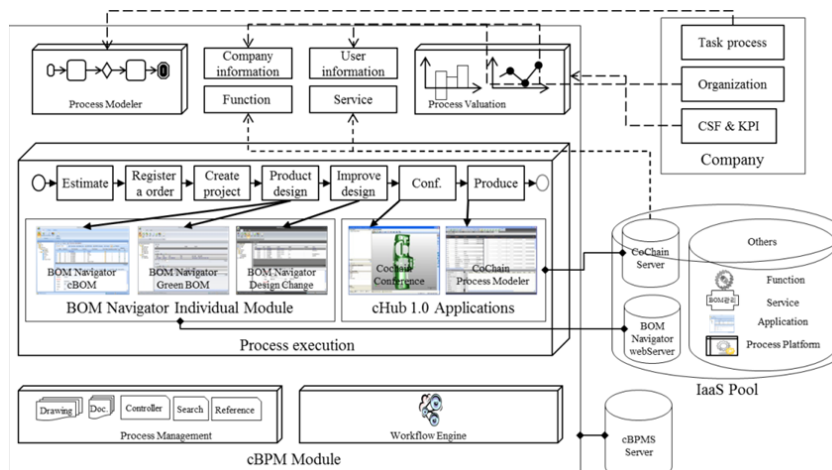 Company
information
User
information
Function
Service
Process Modeler
Process Valuation
Task process
Organization
CSF & KPI
Company
Estimate
Register
a order
Create
project
Product
design
Improve
design
Conf.
Produce
BOM Navigator
cBOM
BOM Navigator
Green BOM
BOM Navigator
Design Change
Cochain
Conference
CoChain
Process Modeler
BOM Navigator Individual Module
cHub 1.0 Applications
Process execution
CoChain
Server
BOM
Navigator
webServer
Others
Function
Service
Application
Process Platform
IaaS Pool
Drawing
Doc.
Controller
Search
Reference
Process Management
Workflow Engine
cBPM Module
cBPMS
Server